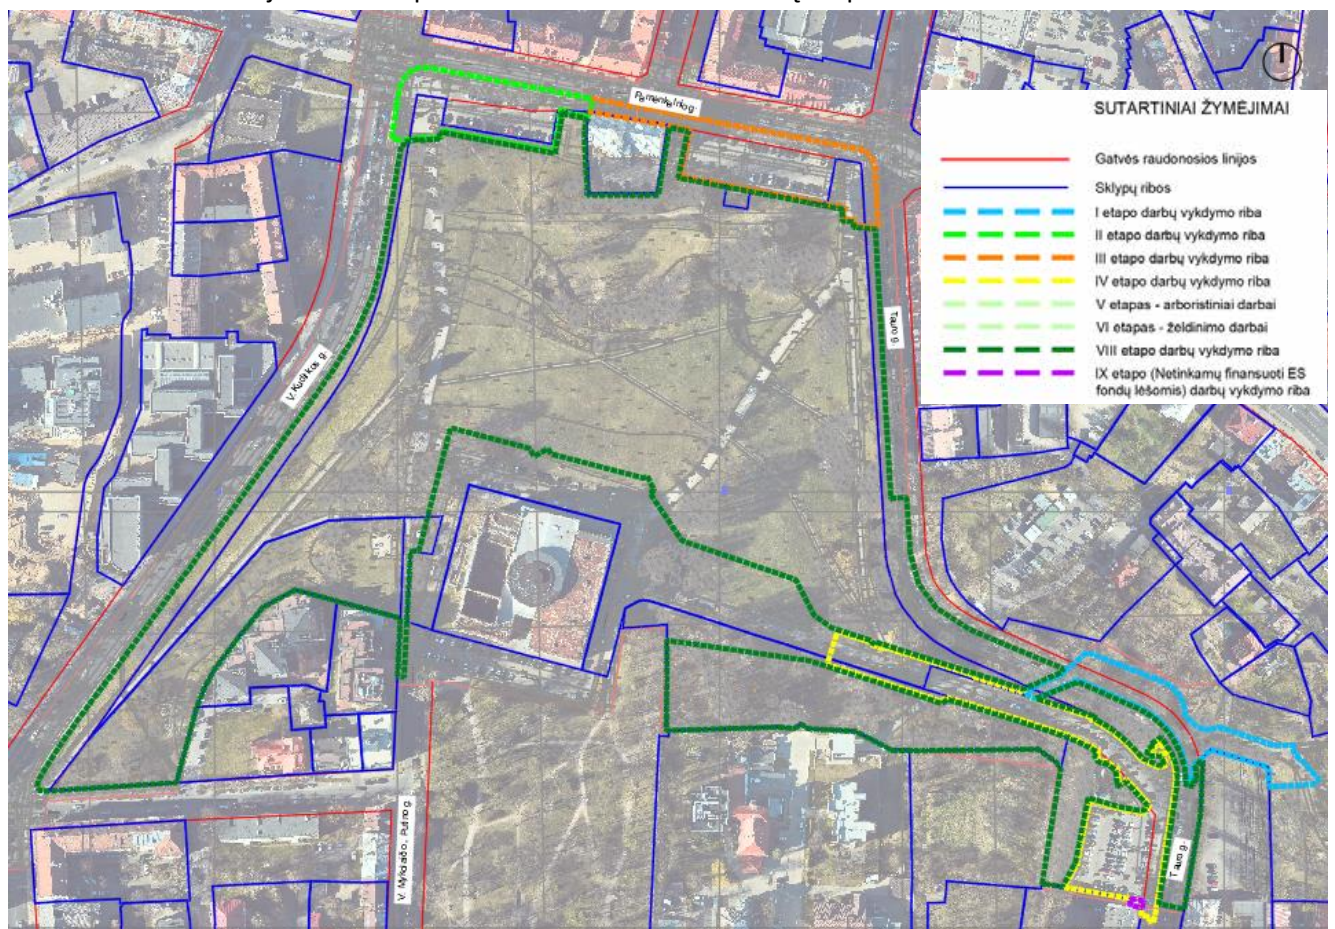 Pamėnkalnio g.
V. Kudirkos g.
Tauro g.
V. Mykolaičio-Putino g.
Tauro g.
SUTARTINIAI ŽYMĖJIMAI
Gatvės raudonosios linijos
Sklypų ribos
I etapo darbų vykdymo riba
II etapo darbų vykdymo riba
III etapo darbų vykdymo riba
IV etapo darbų vykdymo riba
V etapas - arboristiniai darbai
VI etapas - želdinimo darbai
VIII etapo darbų vykdymo riba
IX etapo (Netinkamų finansuoti ES
fondų lėšomis) darbų vykdymo riba